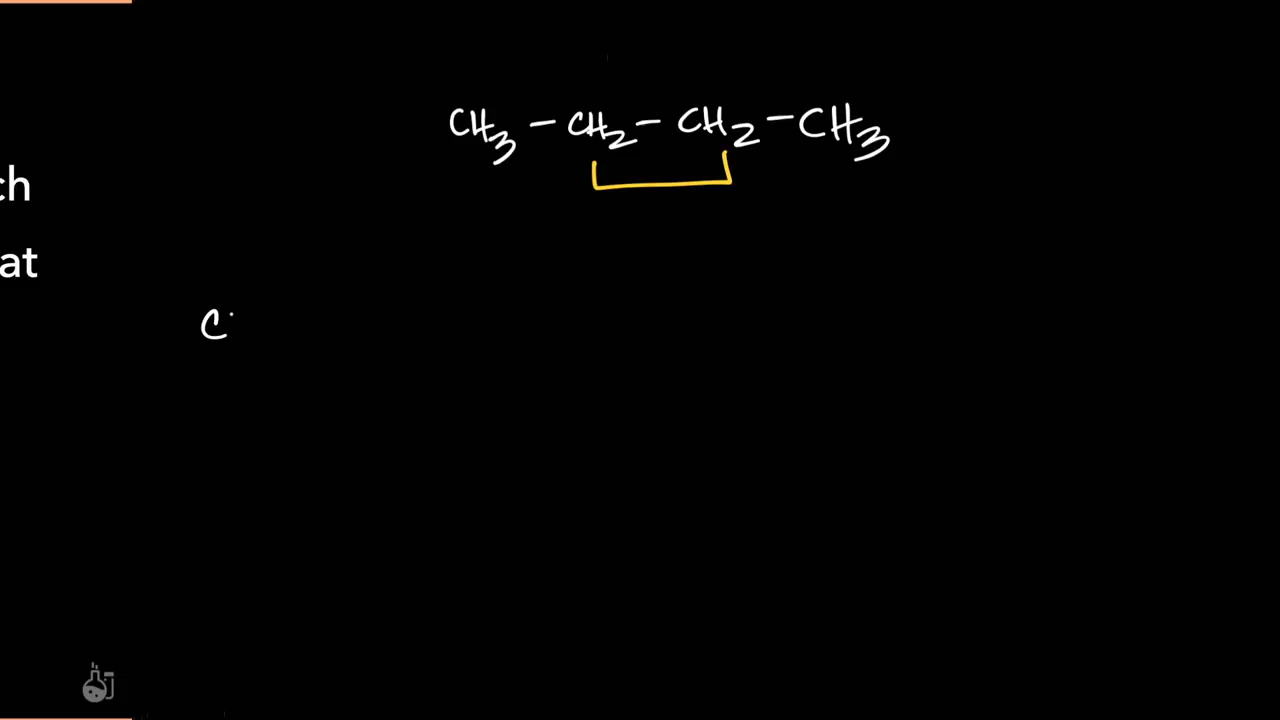 CH₃ – CH₂ – CH₂ – CH₃
ch
at
C